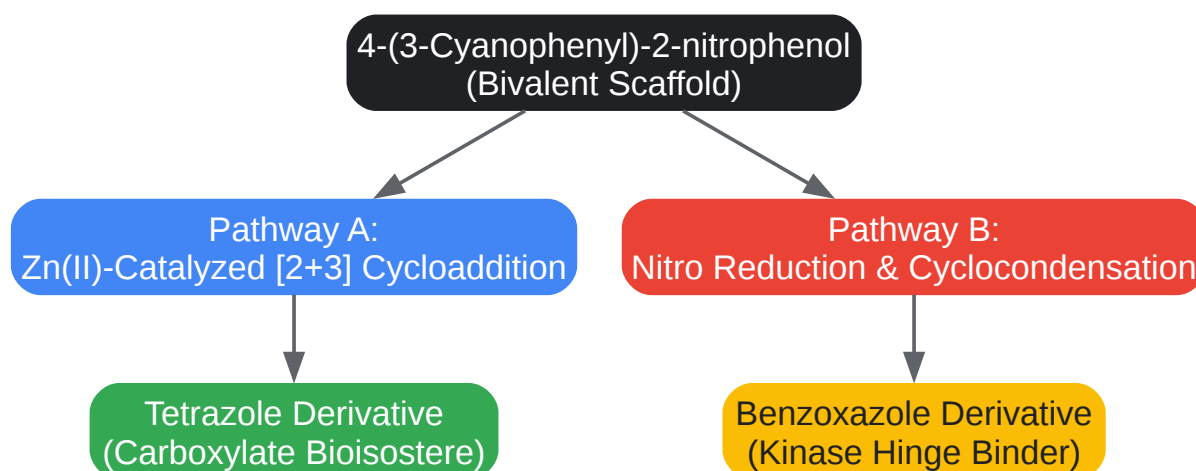 4-(3-Cyanophenyl)-2-nitrophenol
(Bivalent Scaffold)
Pathway A:
Zn(II)-Catalyzed [2+3] Cycloaddition
Pathway B:
Nitro Reduction & Cyclocondensation
Tetrazole Derivative
(Carboxylate Bioisostere)
Benzoxazole Derivative
(Kinase Hinge Binder)